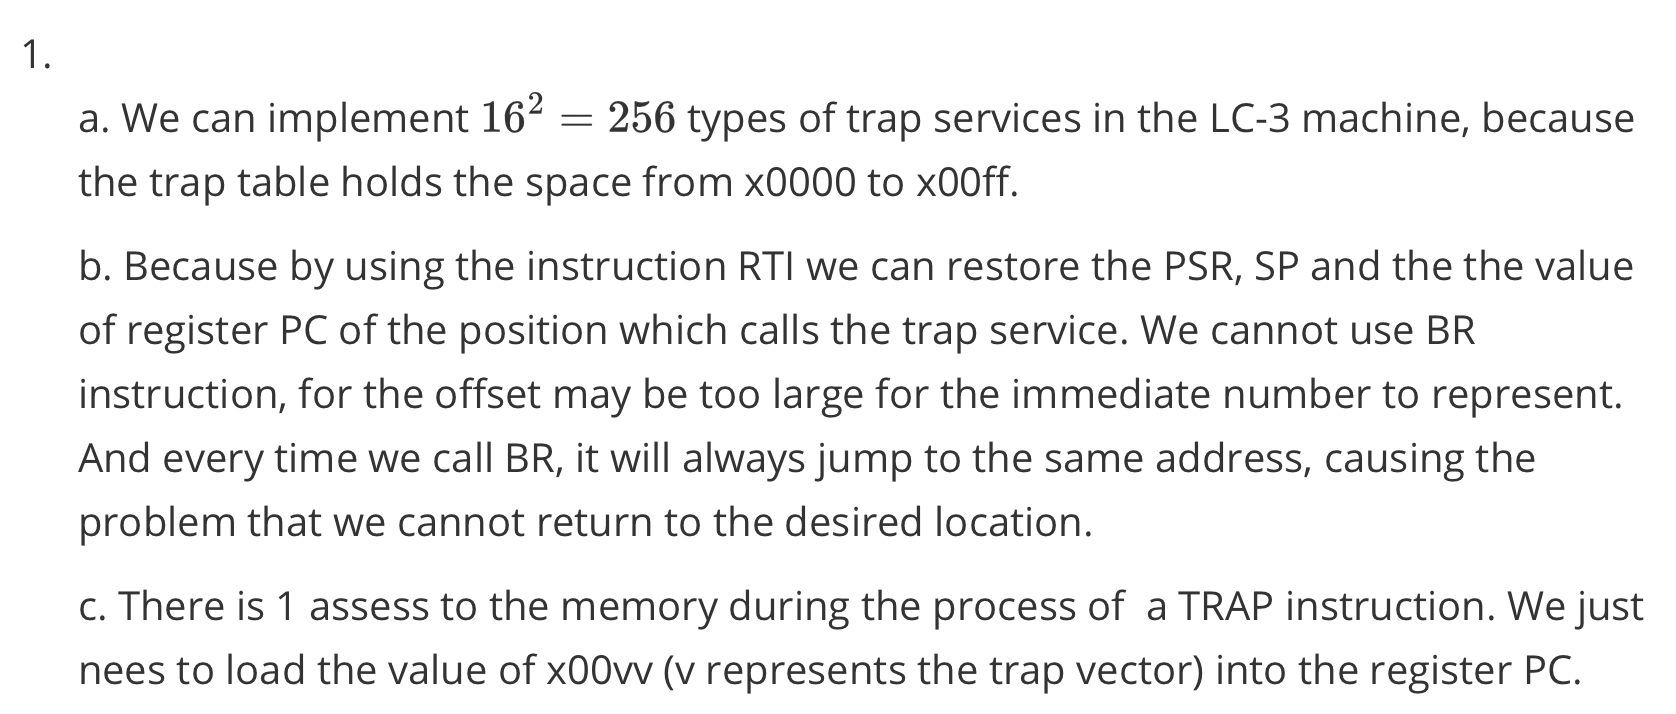 1.
a. We can implement 16² = 256 types of trap services in the LC-3 machine, because
the trap table holds the space from x0000 to x00ff.
b. Because by using the instruction RTI we can restore the PSR, SP and the the value
of register PC of the position which calls the trap service. We cannot use BR
instruction, for the offset may be too large for the immediate number to represent.
And every time we call BR, it will always jump to the same address, causing the
problem that we cannot return to the desired location.
c. There is 1 assess to the memory during the process of  a TRAP instruction. We just
nees to load the value of x00vv (v represents the trap vector) into the register PC.